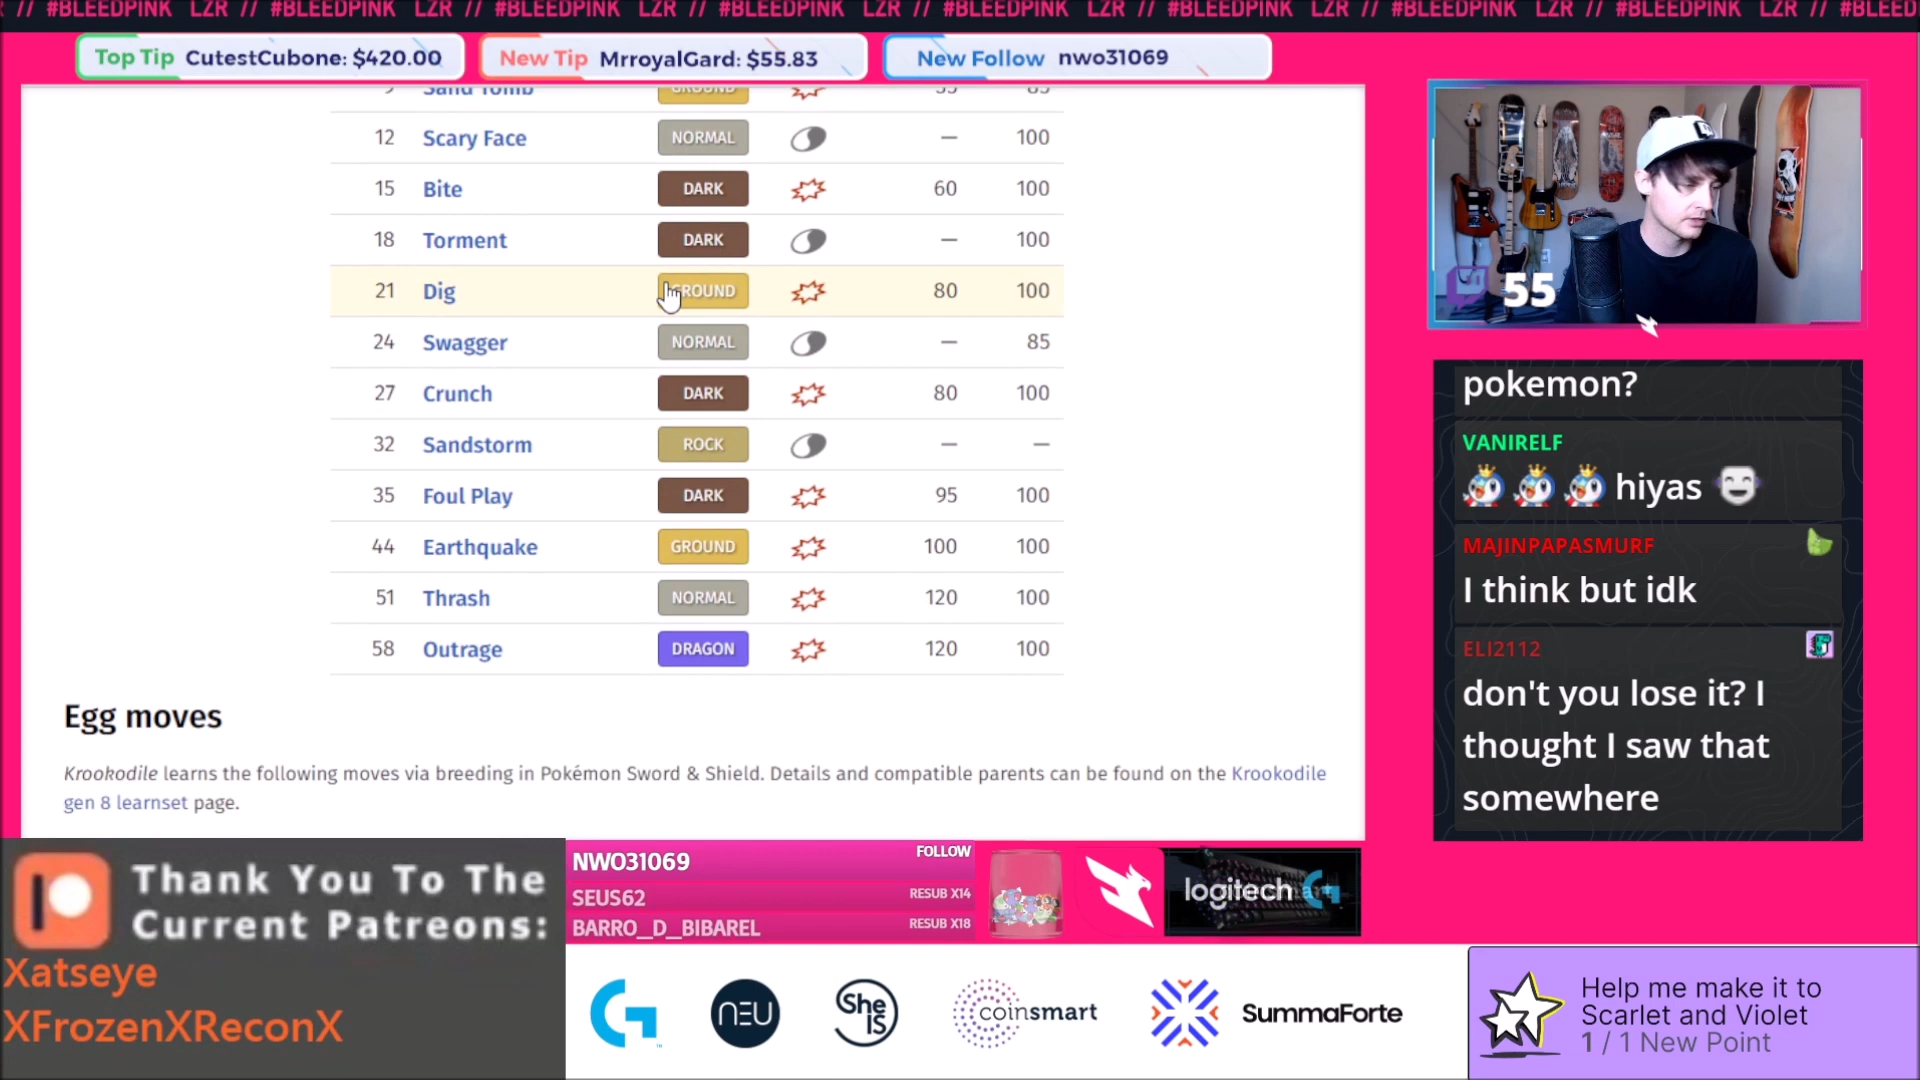 // #BLEEDPINK LZR // #BLEEDPINK LZR // #BLEEDPINK LZR // #BLEEDPINK LZR // #BLEEDPINK LZR // #BLEEDPINK LZR // #BLEEDPINK LZR // #BLEEDPINK LZR // #BLEED
Top Tip CutestCubone: $420.00
New Tip MrroyalGard: $55.83
New Follow nwo31069
9 Sand Tomb GROUND 35 85
12 Scary Face NORMAL — 100
15 Bite DARK 60 100
18 Torment DARK — 100
21 Dig GROUND 80 100
24 Swagger NORMAL — 85
27 Crunch DARK 80 100
32 Sandstorm ROCK — —
35 Foul Play DARK 95 100
44 Earthquake GROUND 100 100
51 Thrash NORMAL 120 100
58 Outrage DRAGON 120 100
Egg moves
Krookodile learns the following moves via breeding in Pokémon Sword & Shield. Details and compatible parents can be found on the Krookodile
gen 8 learnset page.
55
pokemon?
VANIRELF
hiyas
MAJINPAPASMURF
I think but idk
ELI2112
don't you lose it? I
thought I saw that
somewhere
Thank You To The
Current Patreons:
Xatseye
XFrozenXReconX
NWO31069 FOLLOW
SEUS62 RESUB X14
BARRO_D_BIBAREL RESUB X18
logitech G
NEU
She IS
coinsmart
SummaForte
Help me make it to
Scarlet and Violet
1 / 1 New Point